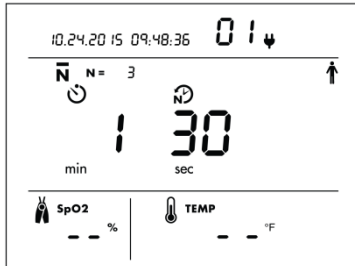 10.24.2015 09:48:36 01
N N = 3
N
1 30
min sec
SpO2 TEMP
-- % -- °F